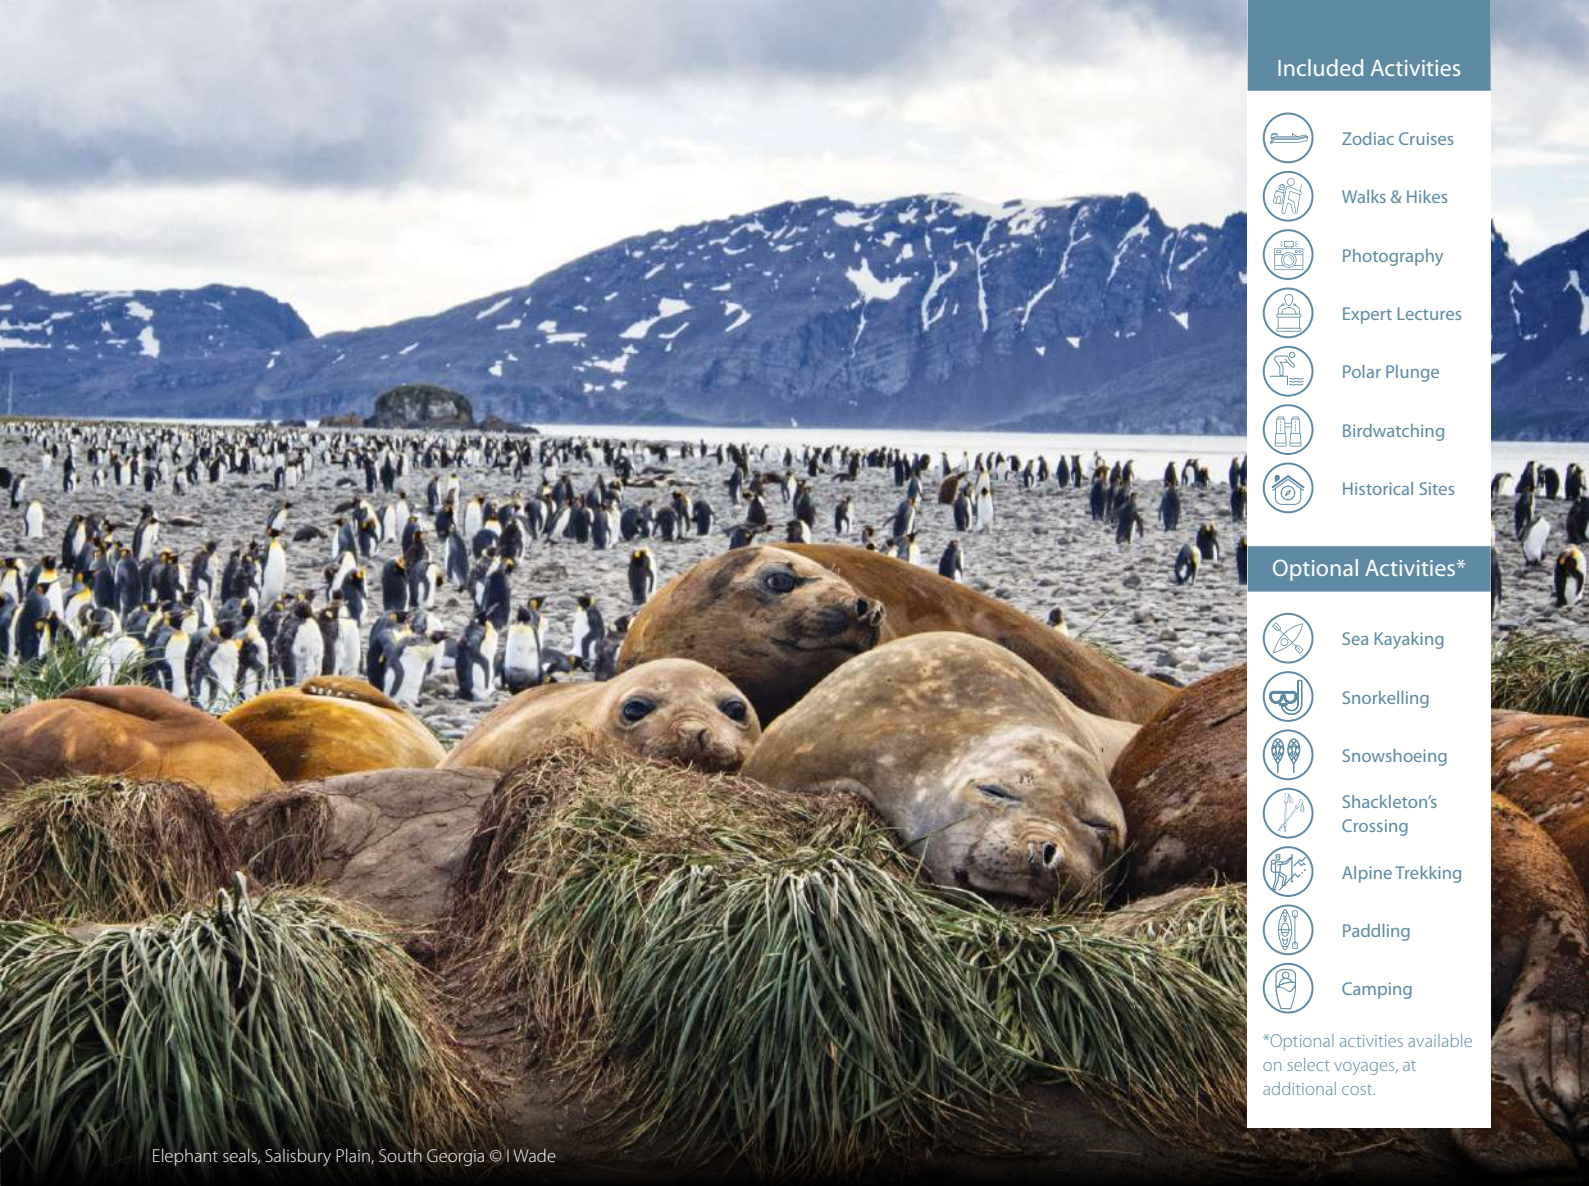 Included Activities
Zodiac Cruises
Walks & Hikes
Photography
Expert Lectures
Polar Plunge
Birdwatching
Historical Sites
Optional Activities*
Sea Kayaking
Snorkelling
Snowshoeing
Shackleton’s
Crossing
Alpine Trekking
Paddling
Camping
*Optional activities available
on select voyages, at
additional cost.
Elephant seals, Salisbury Plain, South Georgia © I Wade